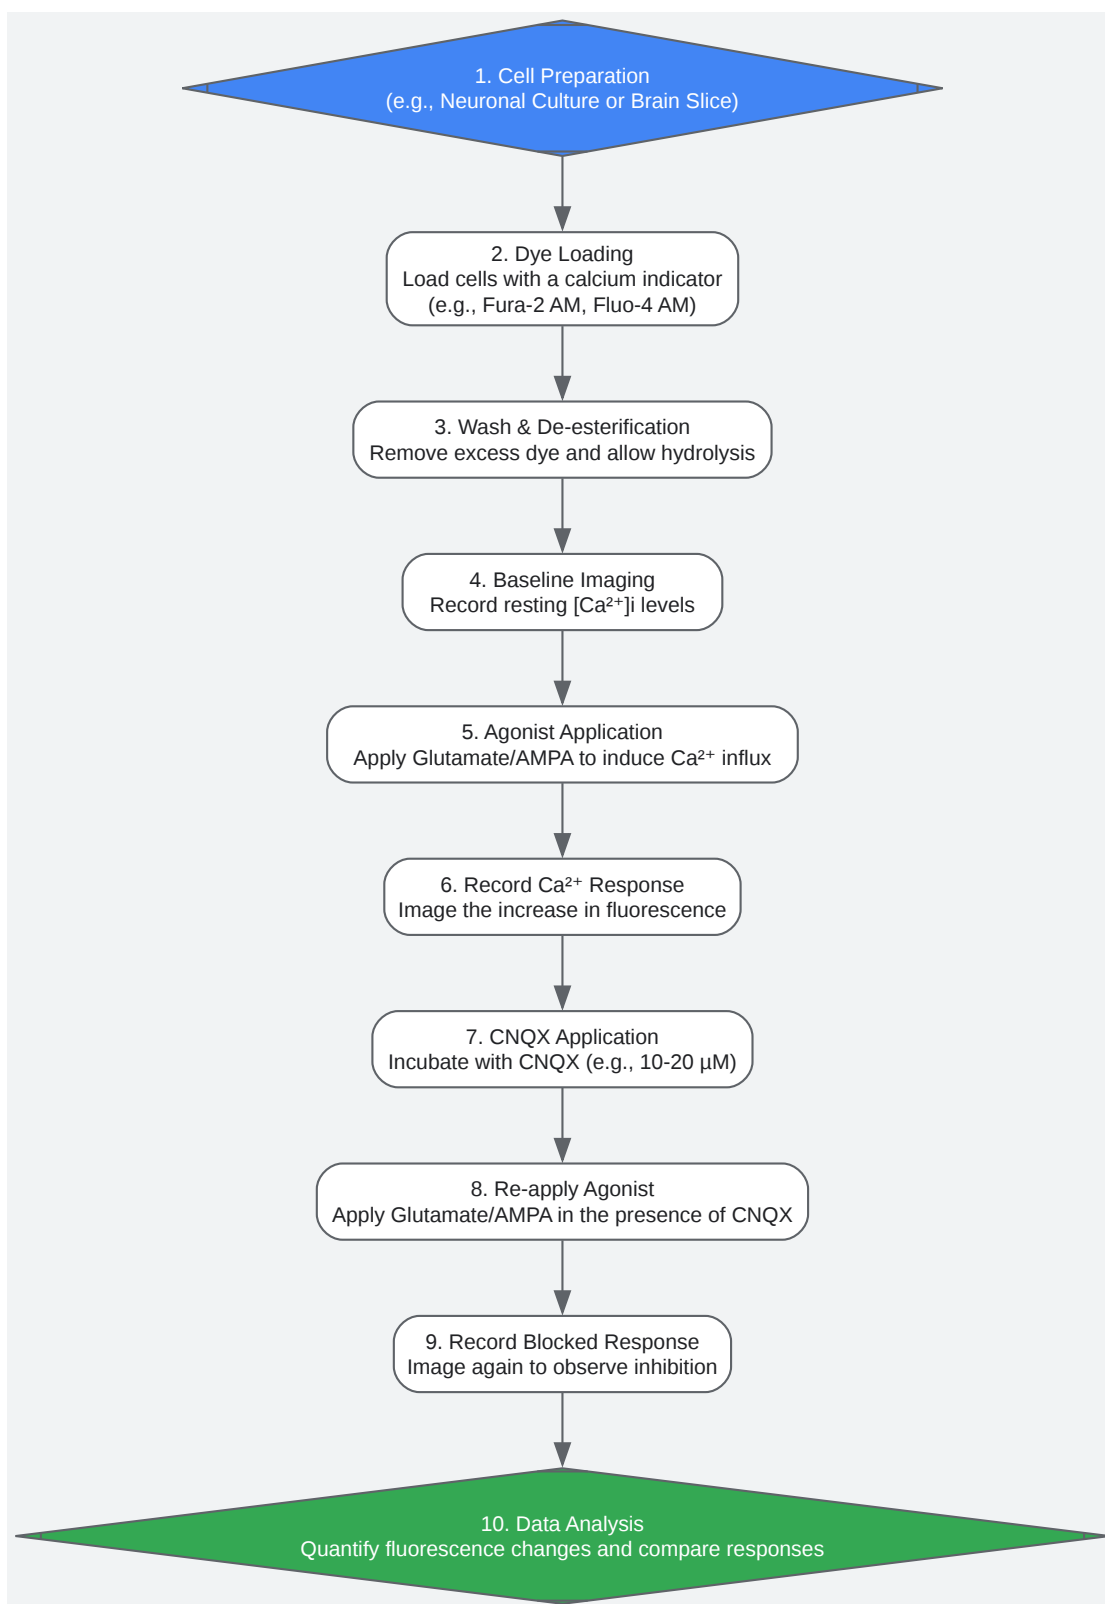 1. Cell Preparation
(e.g., Neuronal Culture or Brain Slice)
2. Dye Loading
Load cells with a calcium indicator
(e.g., Fura-2 AM, Fluo-4 AM)
3. Wash & De-esterification
Remove excess dye and allow hydrolysis
4. Baseline Imaging
Record resting [Ca²⁺]i levels
5. Agonist Application
Apply Glutamate/AMPA to induce Ca²⁺ influx
6. Record Ca²⁺ Response
Image the increase in fluorescence
7. CNQX Application
Incubate with CNQX (e.g., 10-20 µM)
8. Re-apply Agonist
Apply Glutamate/AMPA in the presence of CNQX
9. Record Blocked Response
Image again to observe inhibition
10. Data Analysis
Quantify fluorescence changes and compare responses